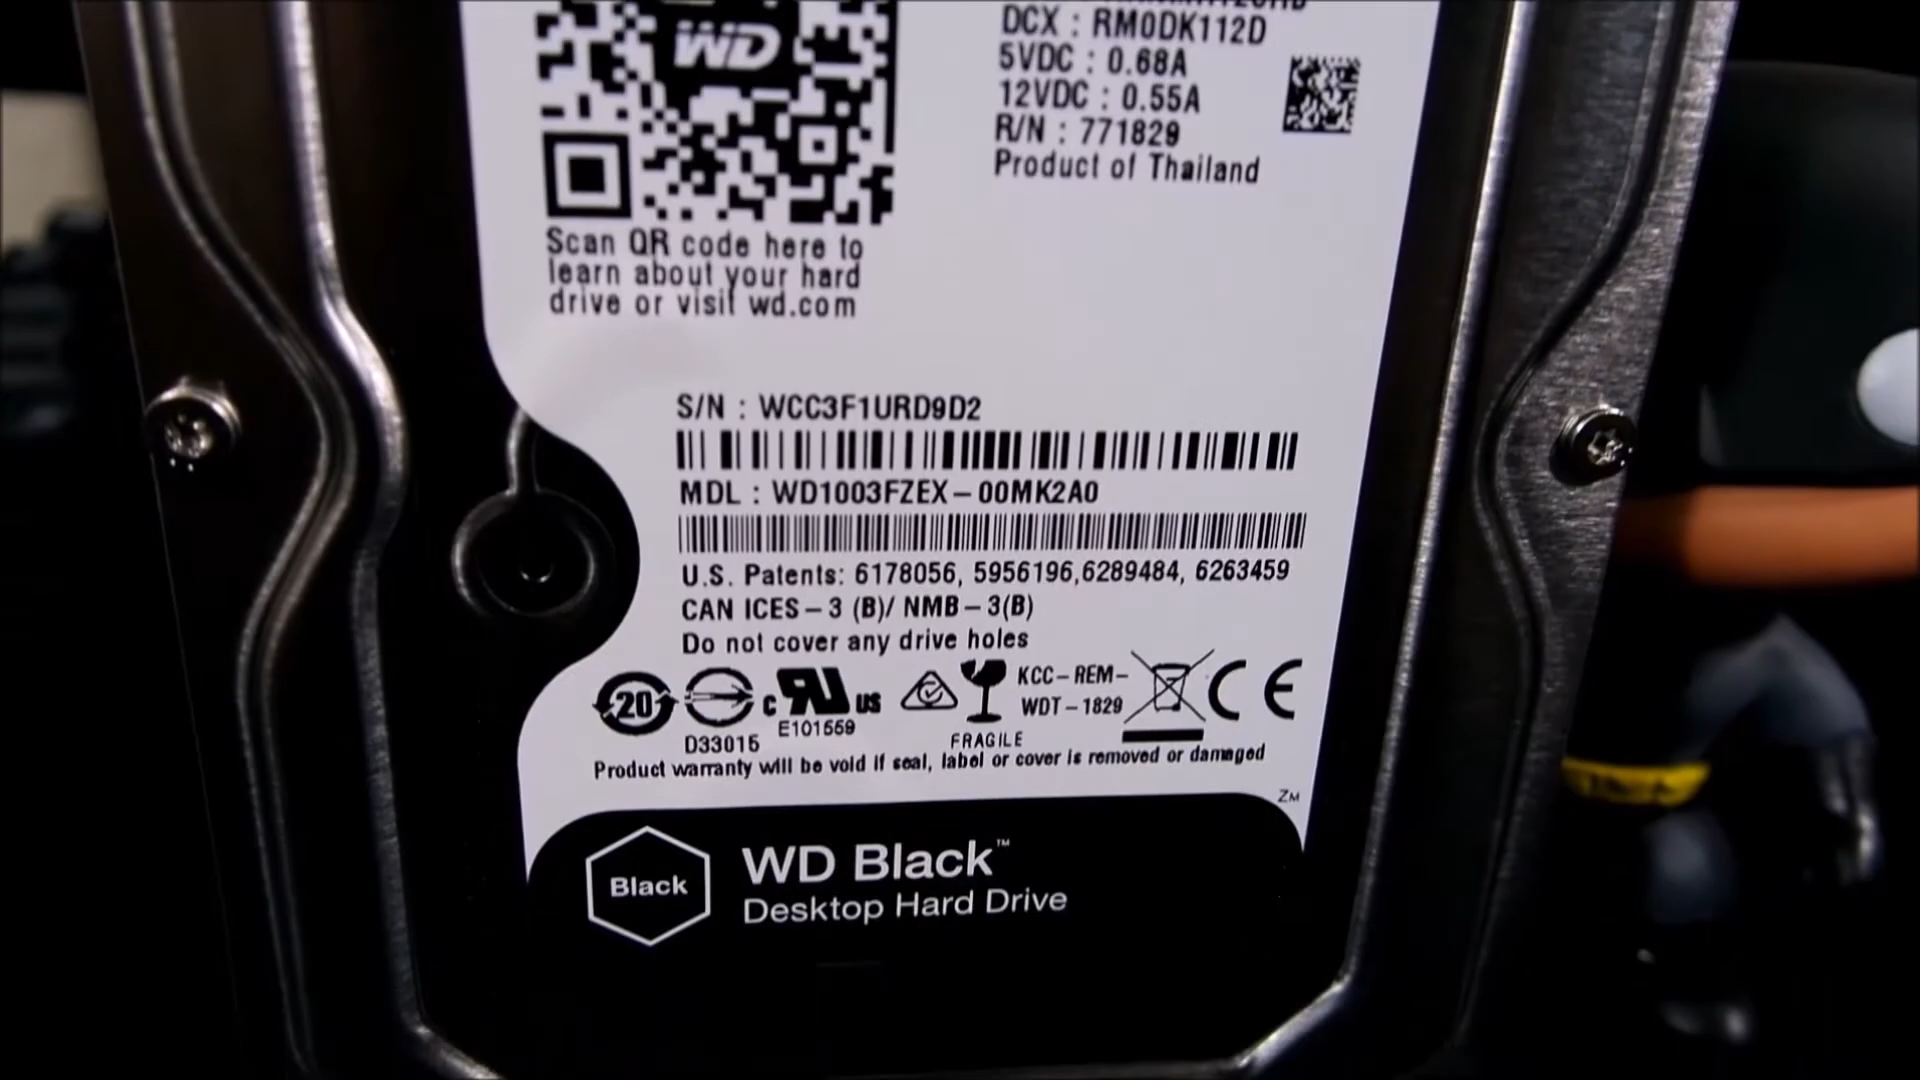 WD
DCX : RM0DK112D
5VDC : 0.68A
12VDC : 0.55A
R/N : 771829
Product of Thailand
Scan QR code here to
learn about your hard
drive or visit wd.com
S/N : WCC3F1URD9D2
MDL : WD1003FZEX-00MK2A0
U.S. Patents: 6178056, 5956196,6289484, 6263459
CAN ICES-3 (B)/ NMB-3(B)
Do not cover any drive holes
20
D33015
C
US
E101559
FRAGILE
KCC-REM-
WDT-1829
CE
Product warranty will be void if seal, label or cover is removed or damaged
ZM
Black
WD Black™
Desktop Hard Drive